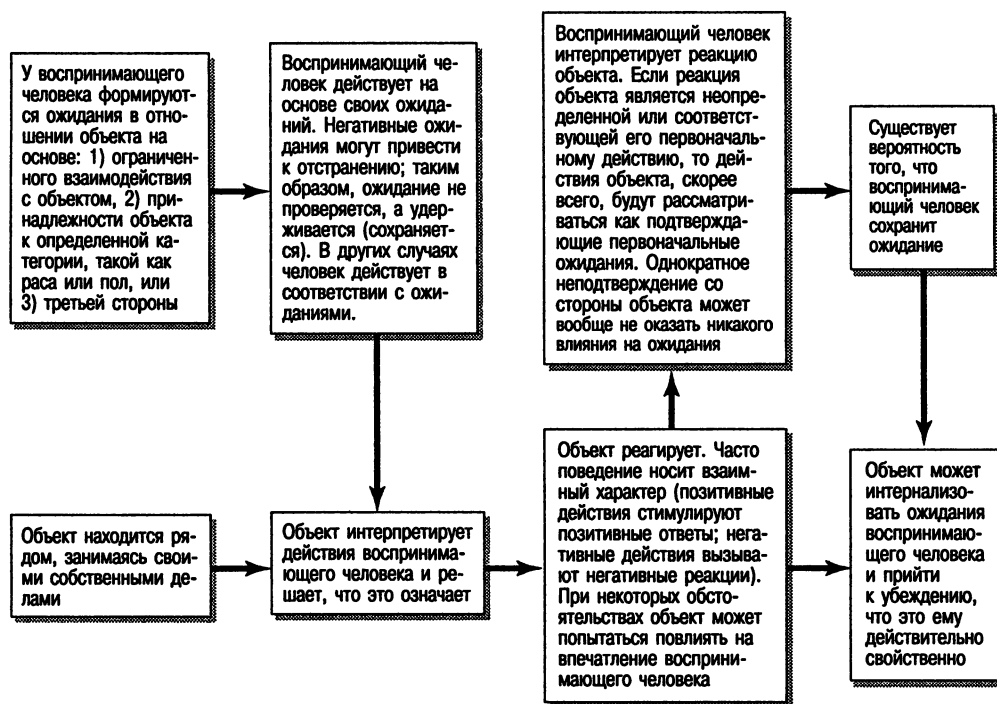 У воспринимающего
человека формируют-
ся ожидания в отно-
шении объекта на
основе: 1) ограничен-
ного взаимодействия
с объектом, 2) при-
надлежности объекта
к определенной ка-
тегории, такой как
раса или пол, или
3) третьей стороны
Воспринимающий че-
ловек действует на
основе своих ожида-
ний. Негативные ожи-
дания могут привести
к отстранению; таким
образом, ожидание не
проверяется, а удер-
живается (сохраняет-
ся). В других случаях
человек действует в
соответствии с ожи-
даниями.
Воспринимающий человек
интерпретирует реакцию
объекта. Если реакция
объекта является неопре-
деленной или соответст-
вующей его первоначаль-
ному действию, то дей-
ствия объекта, скорее
всего, будут рассматри-
ваться как подтвержда-
ющие первоначальные
ожидания. Однократное
неподтверждение со
стороны объекта может
вообще не оказать никакого
влияния на ожидания
Существует
вероятность
того, что
воспринима-
ющий человек
сохранит
ожидание
Объект находится ря-
дом, занимаясь свои-
ми собственными де-
лами
Объект интерпретирует
действия воспринима-
ющего человека и ре-
шает, что это означает
Объект реагирует. Часто
поведение носит взаим-
ный характер (позитивные
действия стимулируют
позитивные ответы; нега-
тивные действия вызыва-
ют негативные реакции).
При некоторых обсто-
ятельствах объект может
попытаться повлиять на
впечатление восприни-
мающего человека
Объект может
интернализо-
вать ожидания
воспринимаю-
щего человека
и прийти
к убеждению,
что это ему
действительно
свойственно